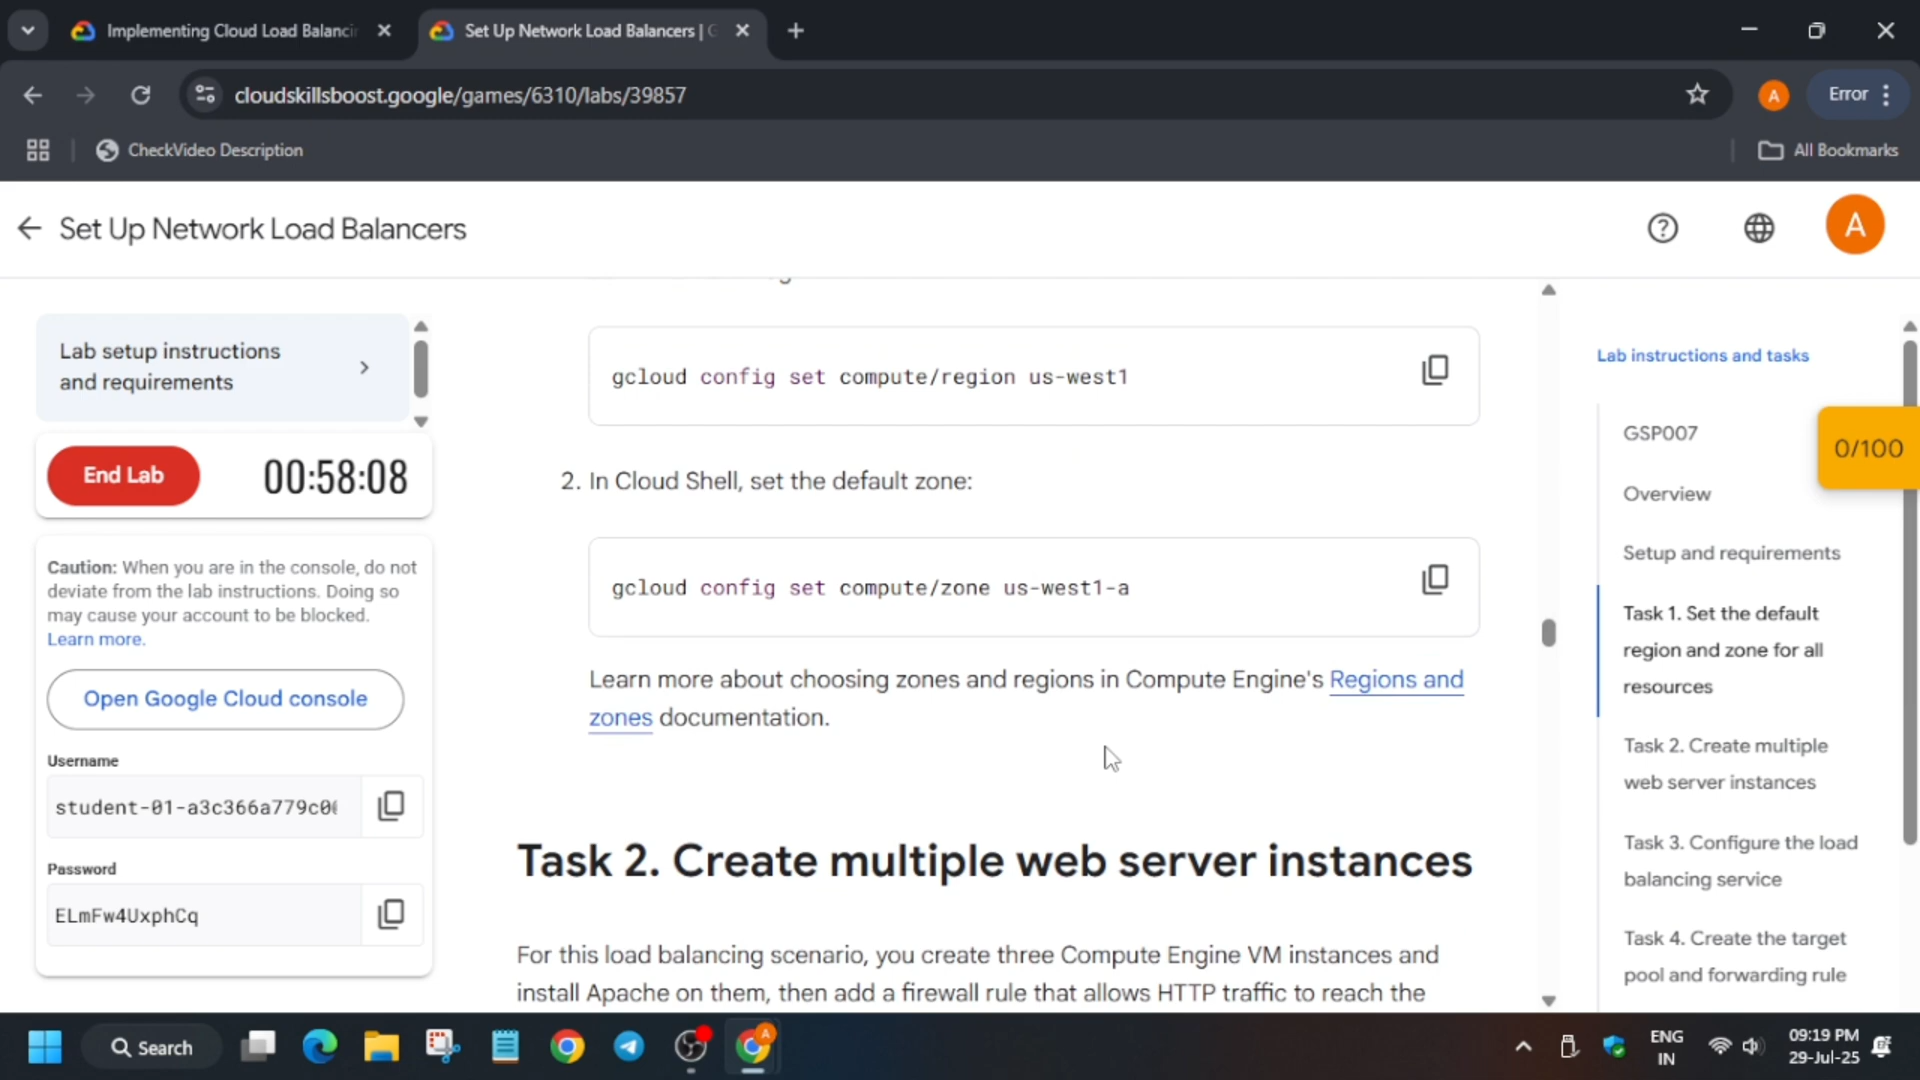 Implementing Cloud Load Balancin
Set Up Network Load Balancers | G
cloudskillsboost.google/games/6310/labs/39857
A
Error
CheckVideo Description
All Bookmarks
Set Up Network Load Balancers
A
Lab setup instructions
and requirements
End Lab
00:58:08
Caution: When you are in the console, do not
deviate from the lab instructions. Doing so
may cause your account to be blocked.
Learn more.
Open Google Cloud console
Username
student-01-a3c366a779c0
Password
ELmFw4UxphCq
gcloud config set compute/region us-west1
2. In Cloud Shell, set the default zone:
gcloud config set compute/zone us-west1-a
Learn more about choosing zones and regions in Compute Engine's Regions and
zones documentation.
Task 2. Create multiple web server instances
For this load balancing scenario, you create three Compute Engine VM instances and
install Apache on them, then add a firewall rule that allows HTTP traffic to reach the
Lab instructions and tasks
GSP007
0/100
Overview
Setup and requirements
Task 1. Set the default
region and zone for all
resources
Task 2. Create multiple
web server instances
Task 3. Configure the load
balancing service
Task 4. Create the target
pool and forwarding rule
Search
A
ENG
IN
09:19 PM
29-Jul-25